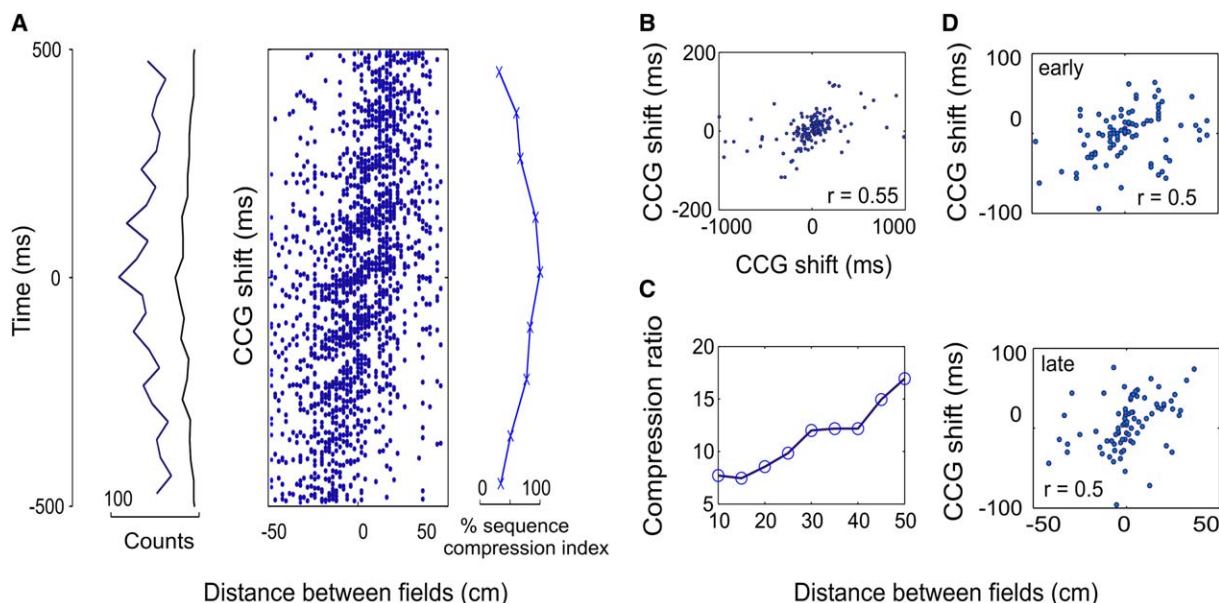 A
500
0
-500
Time (ms)
100
Counts
CCG shift (ms)
-50
0
50
0
100
% sequence
compression index
Distance between fields (cm)
B
CCG shift (ms)
200
0
-200
r = 0.55
-1000
0
1000
CCG shift (ms)
C
Compression ratio
20
15
10
5
10
20
30
40
50
D
CCG shift (ms)
100
0
-100
early
r = 0.5
CCG shift (ms)
100
0
-100
late
r = 0.5
-50
0
50
Distance between fields (cm)